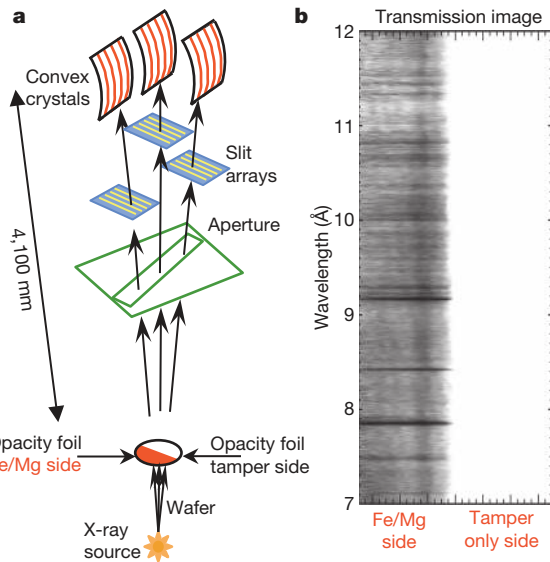 a
Convex
crystals
Slit
arrays
Aperture
4,100 mm
pacity foil
e/Mg side
Opacity foil
tamper side
Wafer
X-ray
source
b
Transmission image
12
11
10
9
8
7
Wavelength (Å)
Fe/Mg
side
Tamper
only side